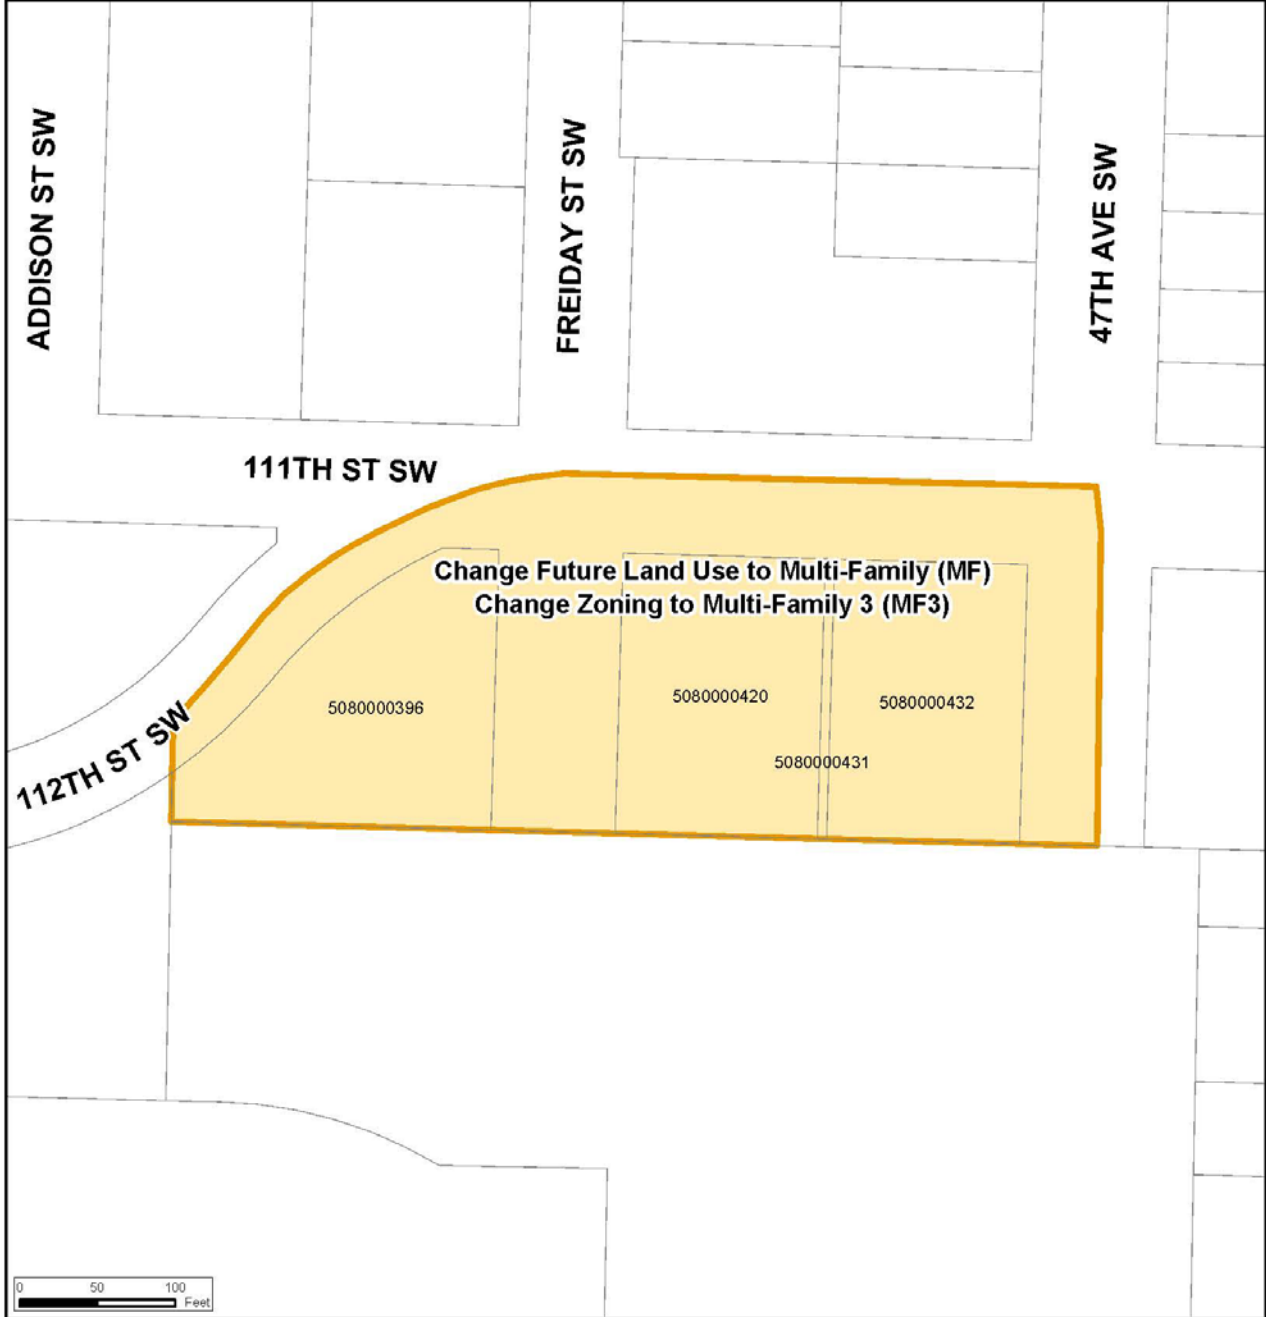 ADDISON ST SW
FREIDAY ST SW
47TH AVE SW
111TH ST SW
Change Future Land Use to Multi-Family (MF)
Change Zoning to Multi-Family 3 (MF3)
5080000396
5080000420
5080000432
5080000431
112TH ST SW
0 50 100
Feet